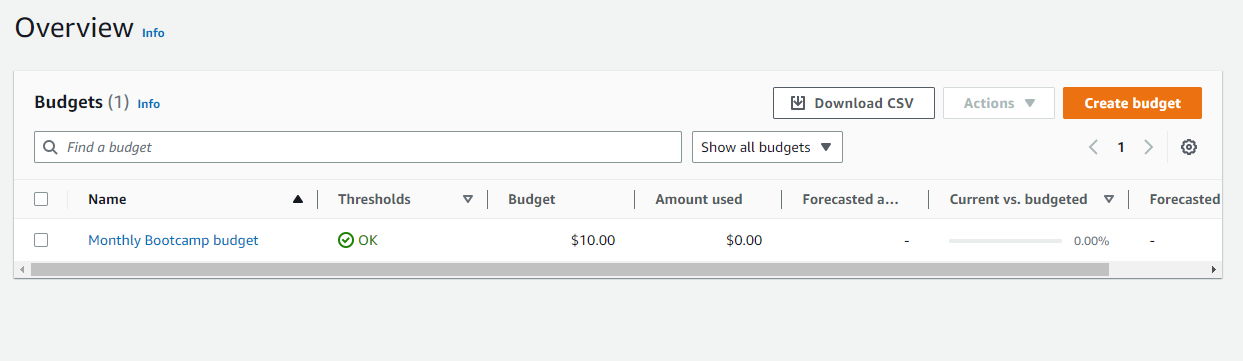 Overview Info
Budgets (1) Info
Download CSV
Actions
Create budget
Find a budget
Show all budgets
1
Name Thresholds Budget Amount used Forecasted a... Current vs. budgeted Forecasted
Monthly Bootcamp budget OK $10.00 $0.00 - 0.00% -